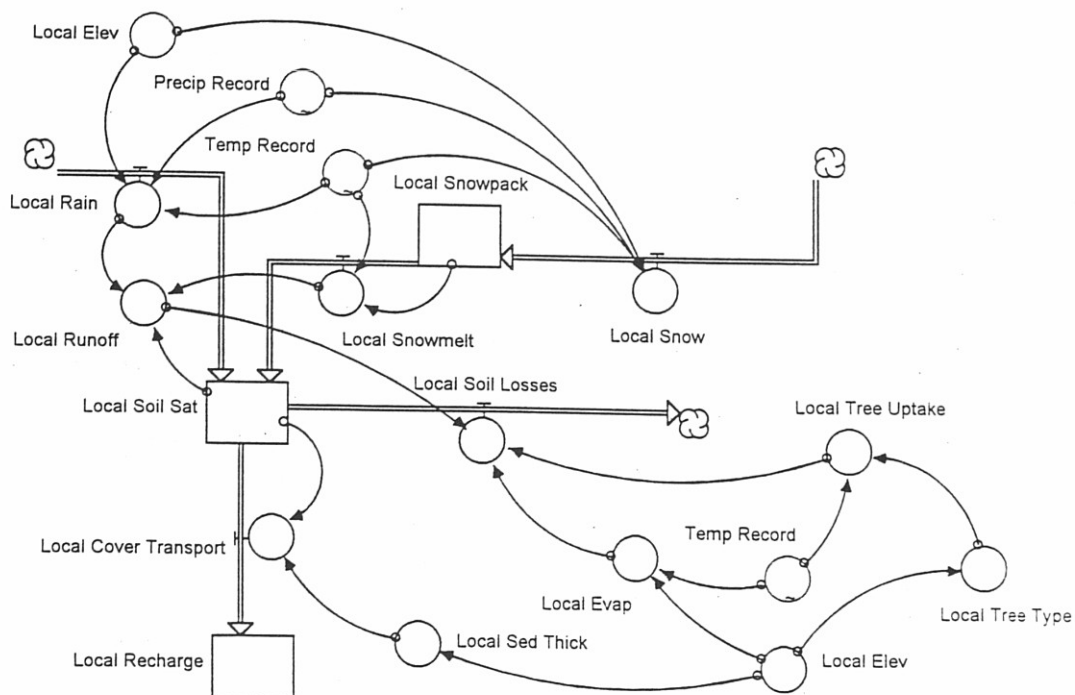 Local Elev
Precip Record
Temp Record
Local Snowpack
Local Rain
Local Runoff
Local Snowmelt
Local Snow
Local Soil Losses
Local Soil Sat
Local Tree Uptake
Local Cover Transport
Temp Record
Local Evap
Local Tree Type
Local Sed Thick
Local Recharge
Local Elev